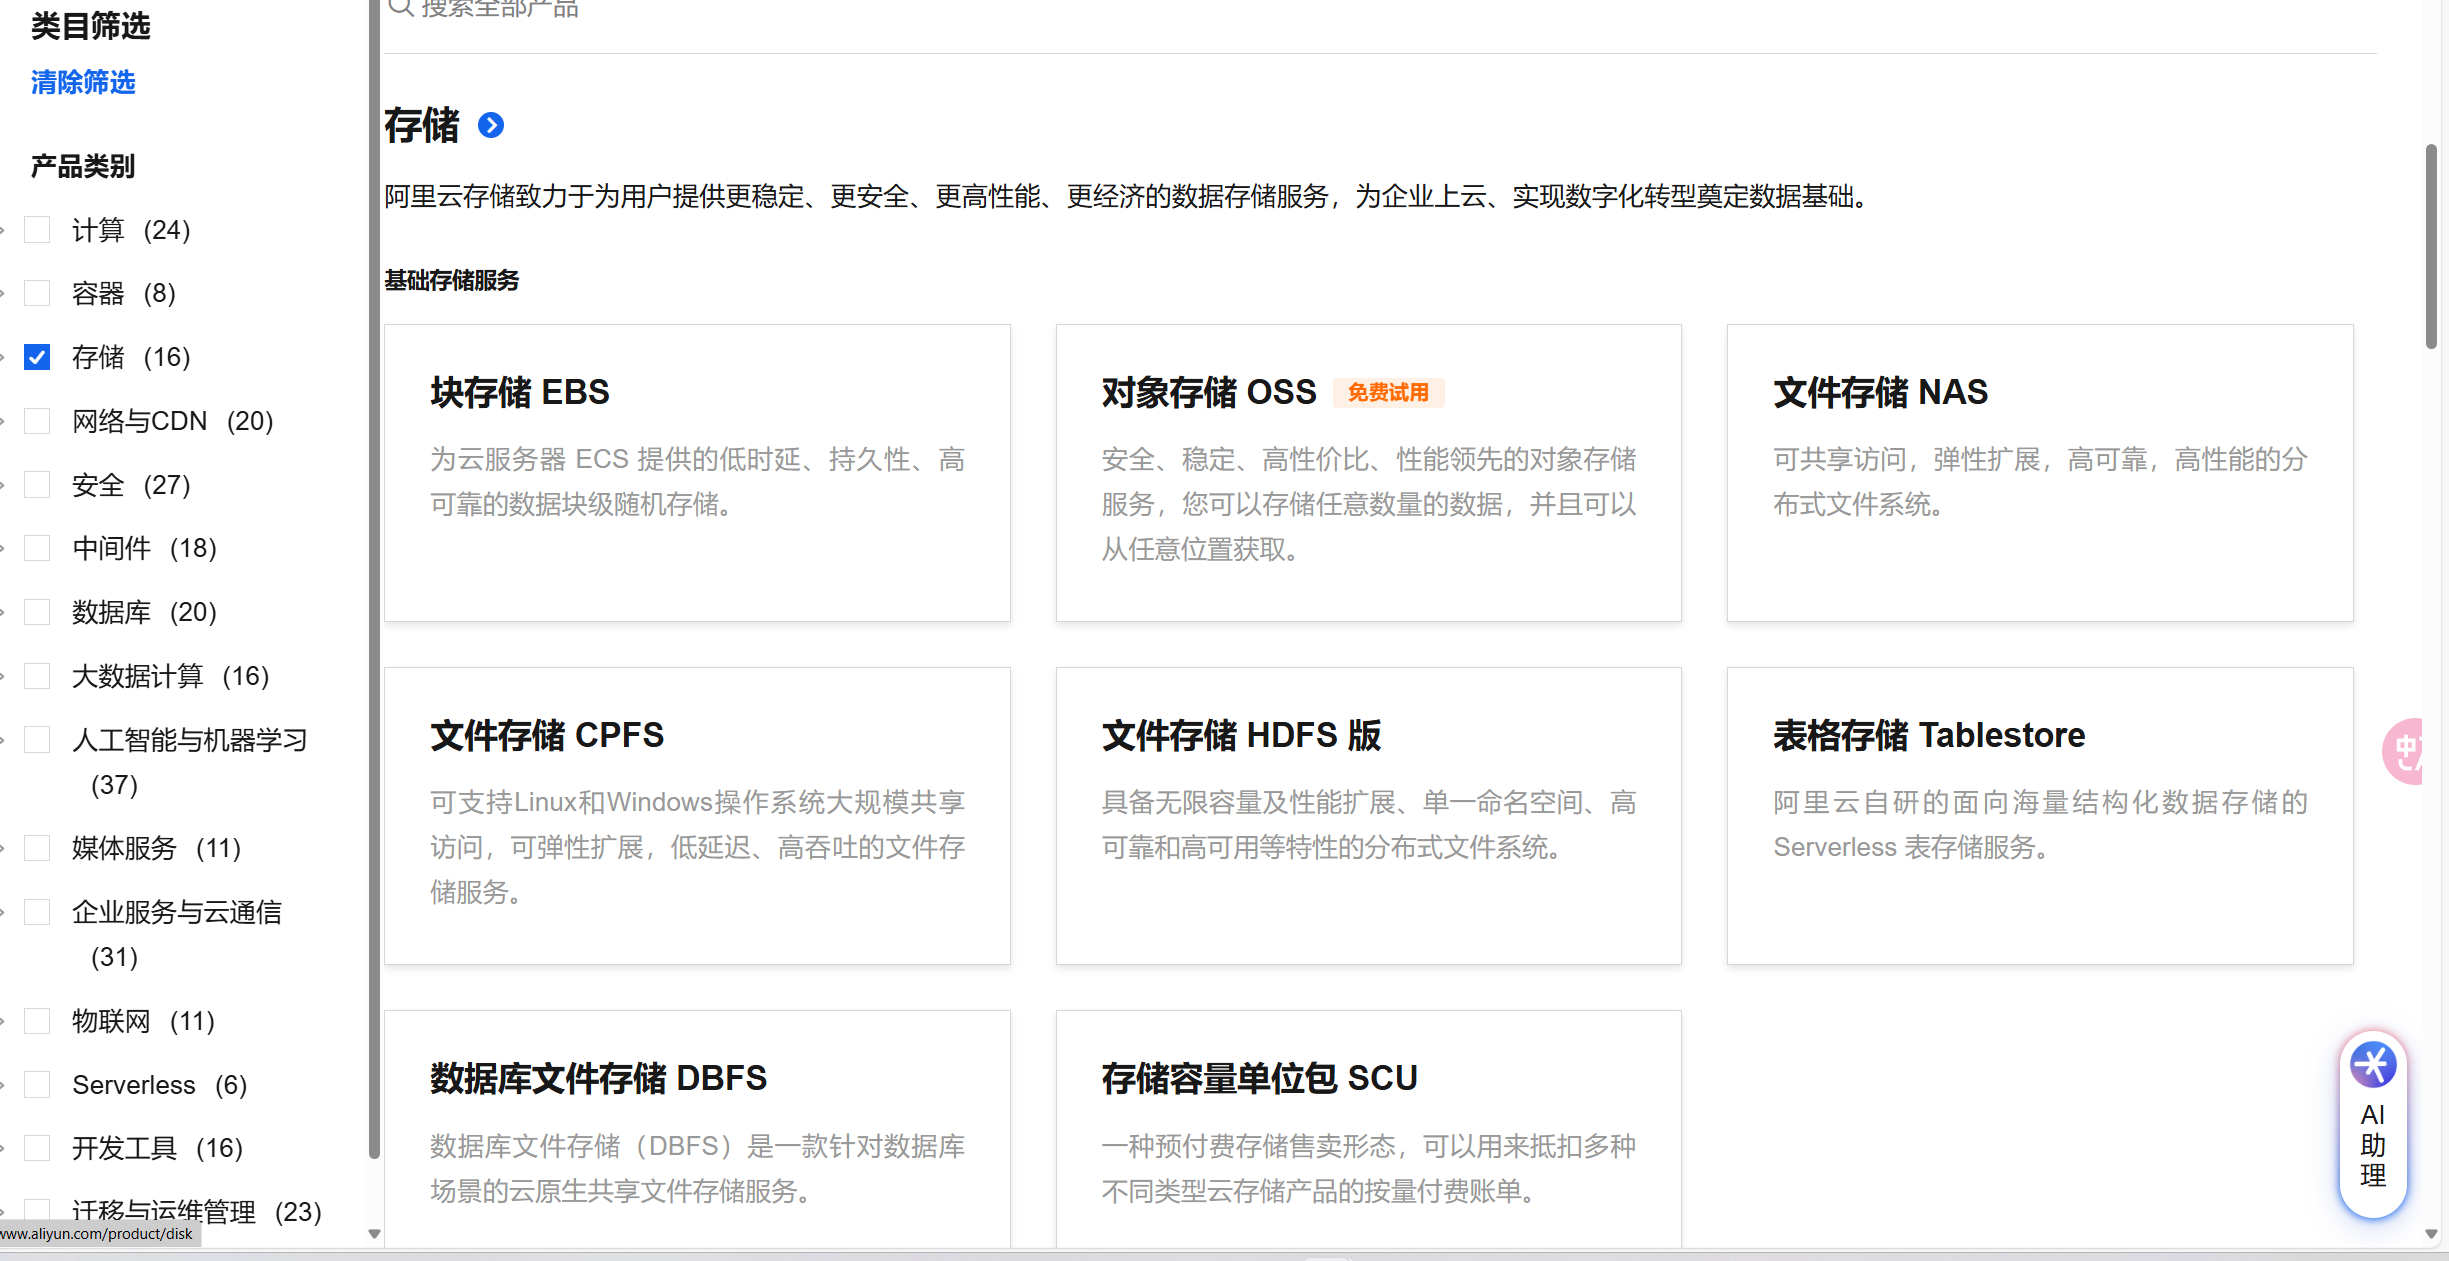 类目筛选
清除筛选
产品类别
计算 (24)
容器 (8)
存储 (16)
网络与CDN (20)
安全 (27)
中间件 (18)
数据库 (20)
大数据计算 (16)
人工智能与机器学习
(37)
媒体服务 (11)
企业服务与云通信
(31)
物联网 (11)
Serverless (6)
开发工具 (16)
迁移与运维管理 (23)
www.aliyun.com/product/disk
搜索全部产品
存储
阿里云存储致力于为用户提供更稳定、更安全、更高性能、更经济的数据存储服务，为企业上云、实现数字化转型奠定数据基础。
基础存储服务
块存储 EBS
为云服务器 ECS 提供的低时延、持久性、高
可靠的数据块级随机存储。
对象存储 OSS 免费试用
安全、稳定、高性价比、性能领先的对象存储
服务，您可以存储任意数量的数据，并且可以
从任意位置获取。
文件存储 NAS
可共享访问，弹性扩展，高可靠，高性能的分
布式文件系统。
文件存储 CPFS
可支持Linux和Windows操作系统大规模共享
访问，可弹性扩展，低延迟、高吞吐的文件存
储服务。
文件存储 HDFS 版
具备无限容量及性能扩展、单一命名空间、高
可靠和高可用等特性的分布式文件系统。
表格存储 Tablestore
阿里云自研的面向海量结构化数据存储的
Serverless 表存储服务。
数据库文件存储 DBFS
数据库文件存储（DBFS）是一款针对数据库
场景的云原生共享文件存储服务。
存储容量单位包 SCU
一种预付费存储售卖形态，可以用来抵扣多种
不同类型云存储产品的按量付费账单。
中
AI
助
理